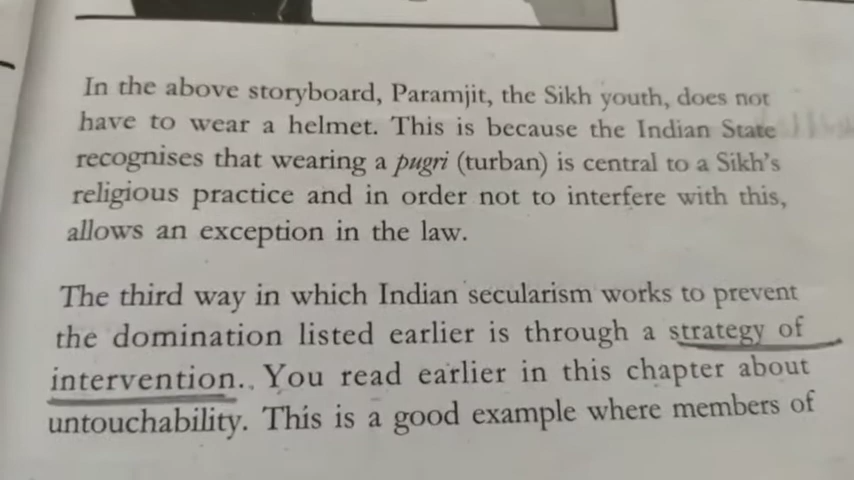 In the above storyboard, Paramjit, the Sikh youth, does not
have to wear a helmet. This is because the Indian State
recognises that wearing a pugri (turban) is central to a Sikh's
religious practice and in order not to interfere with this,
allows an exception in the law.
The third way in which Indian secularism works to prevent
the domination listed earlier is through a strategy of
intervention. You read earlier in this chapter about
untouchability. This is a good example where members of